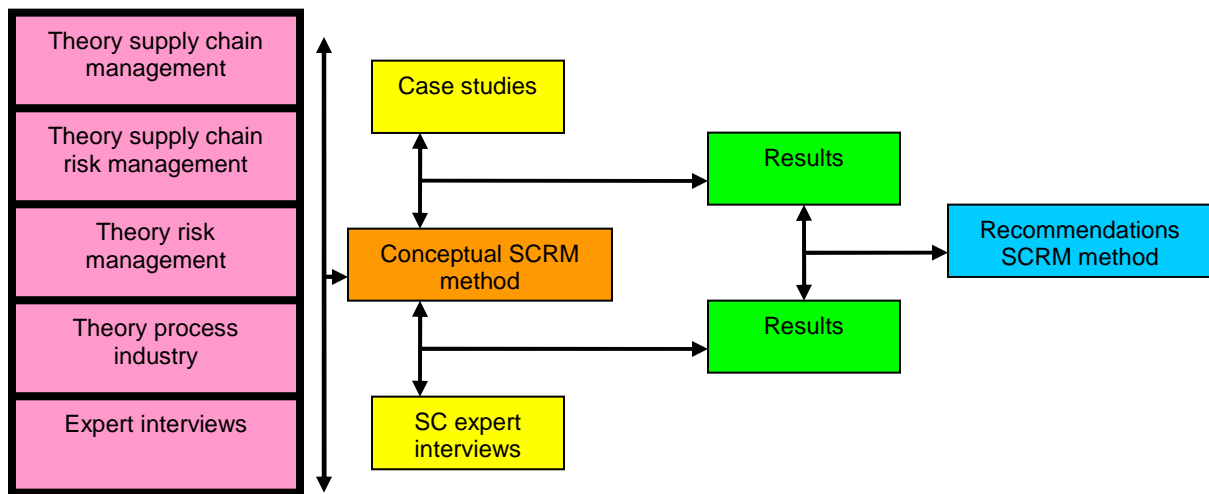 Theory supply chain
management
Theory supply chain
risk management
Theory risk
management
Theory process
industry
Expert interviews
Case studies
Conceptual SCRM
method
SC expert
interviews
Results
Results
Recommendations
SCRM method